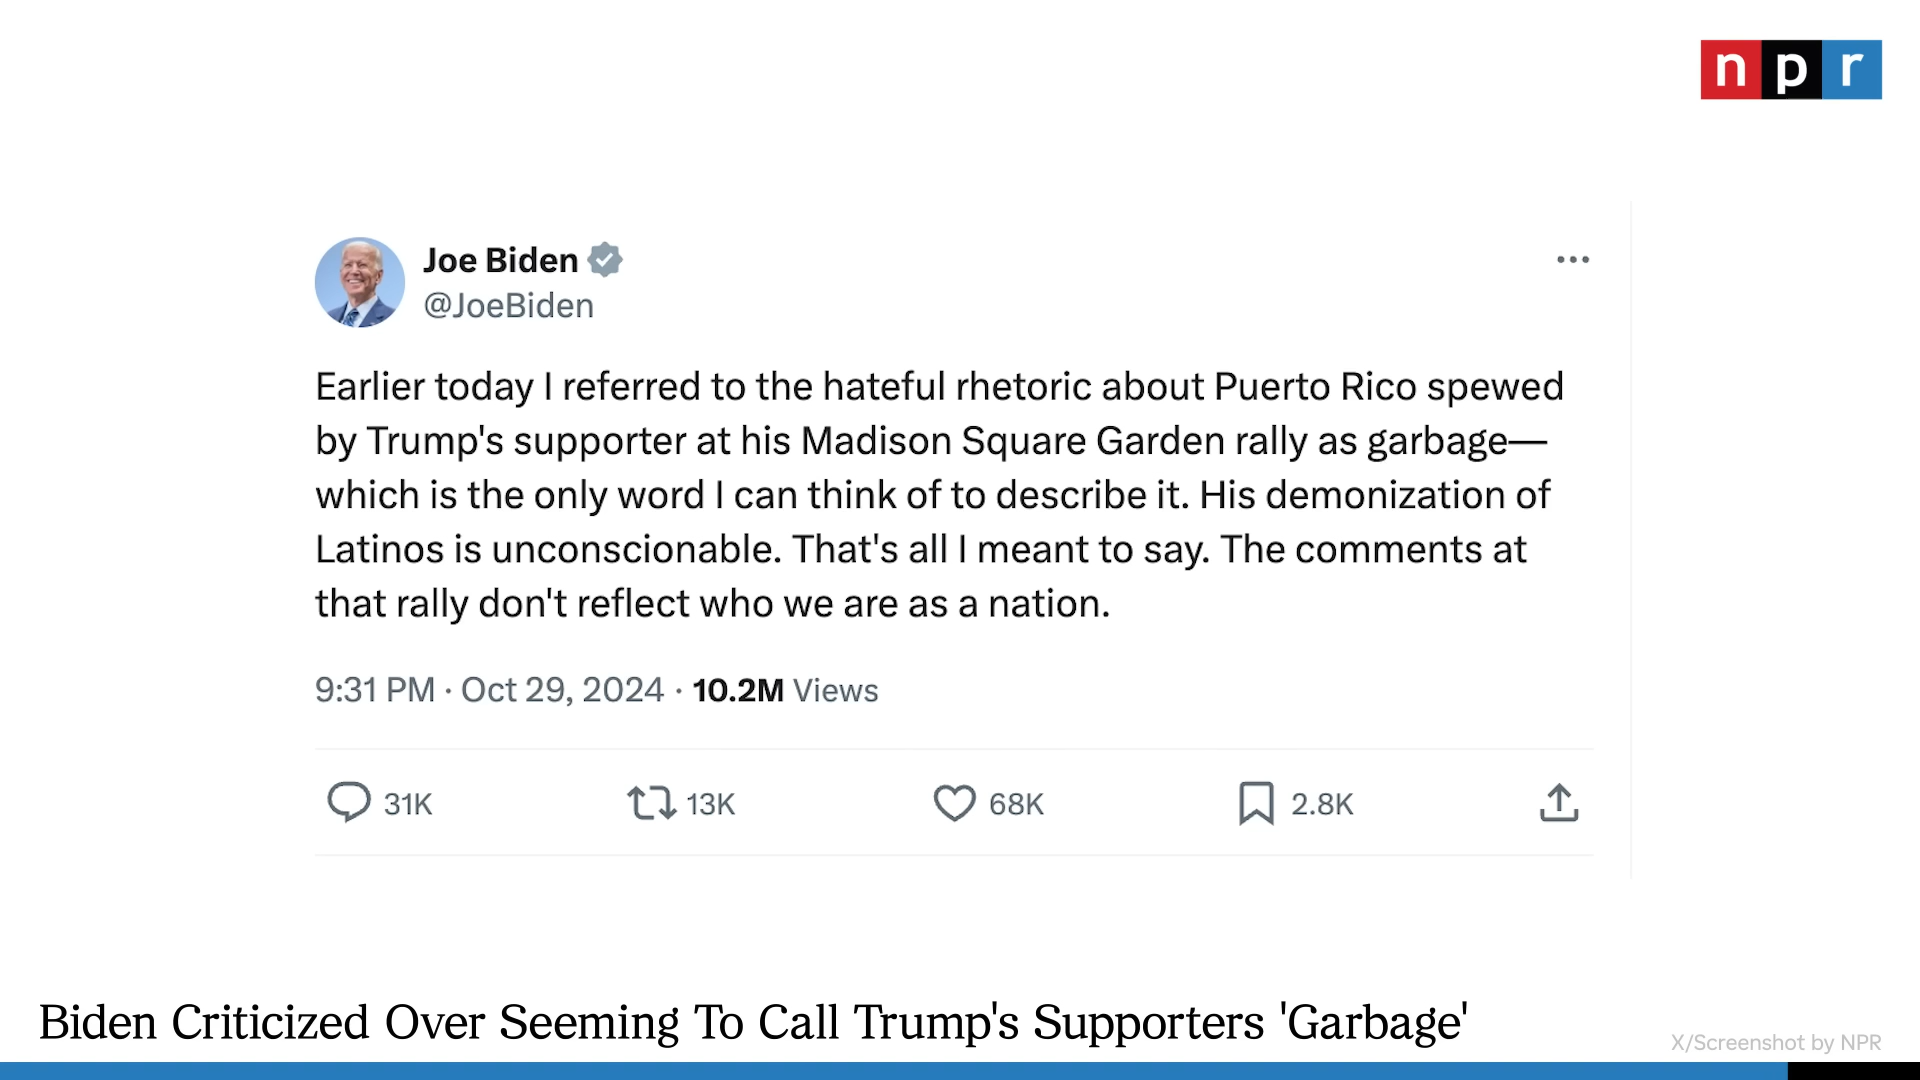 npr
Joe Biden
@JoeBiden
Earlier today I referred to the hateful rhetoric about Puerto Rico spewed
by Trump's supporter at his Madison Square Garden rally as garbage—
which is the only word I can think of to describe it. His demonization of
Latinos is unconscionable. That's all I meant to say. The comments at
that rally don't reflect who we are as a nation.
9:31 PM · Oct 29, 2024 · 10.2M Views
31K 13K 68K 2.8K
Biden Criticized Over Seeming To Call Trump's Supporters 'Garbage'
X/Screenshot by NPR